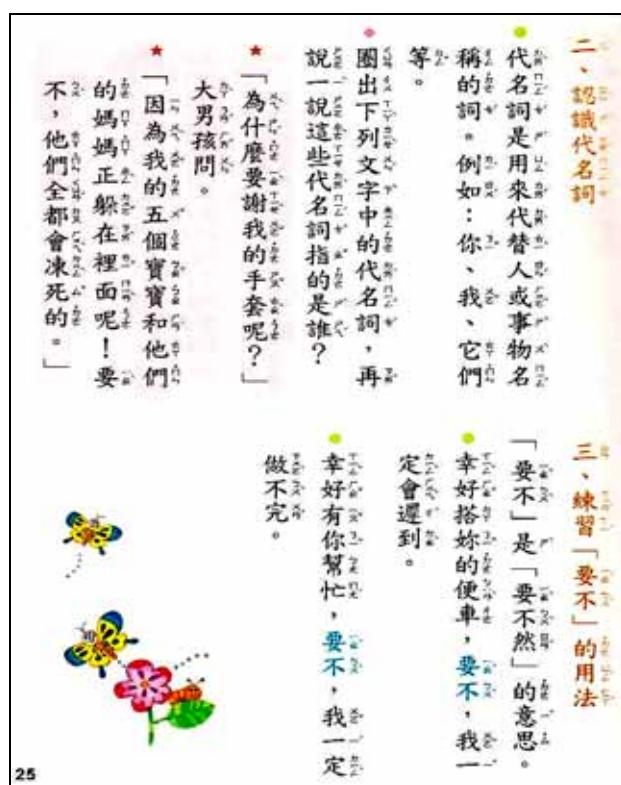 二、認識代名詞
代名詞是用來代替人或事物名
稱的詞。例如：你、我、它們
等。
圈出下列文字中的代名詞，再
說一說這些代名詞指的是誰？
「為什麼要謝我的手套呢？」
大男孩問。
「因為我的五個寶寶和他們
的媽媽正躲在裡面呢！要
不，他們全都會凍死的。」
三、練習「要不」的用法
「要不」是「要不然」的意思。
幸好搭妳的便車，要不，我一
定會遲到。
幸好有你幫忙，要不，我一定
做不完。
25